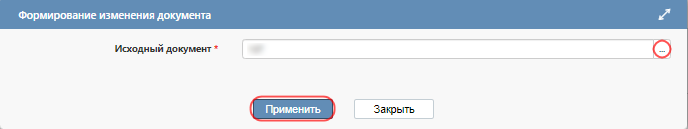 Формирование изменения документа
Исходный документ *
...
Применить
Закрыть